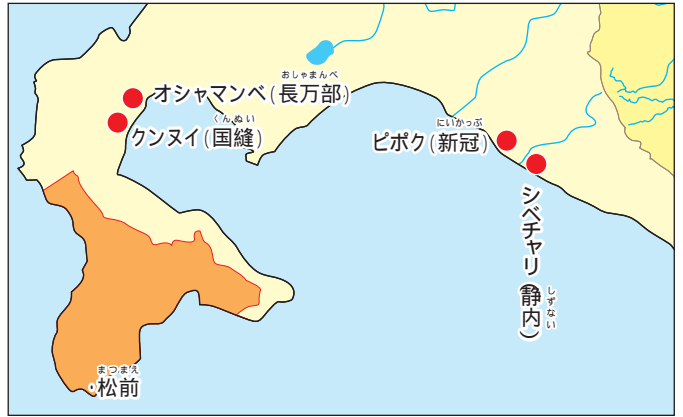 おしゃまんべ
オシャマンベ(長万部)
くんぬい
クンヌイ(国縫)
にいかっぷ
ピポク(新冠)
シベチャリ(静内)
しずない
まつまえ
・松前